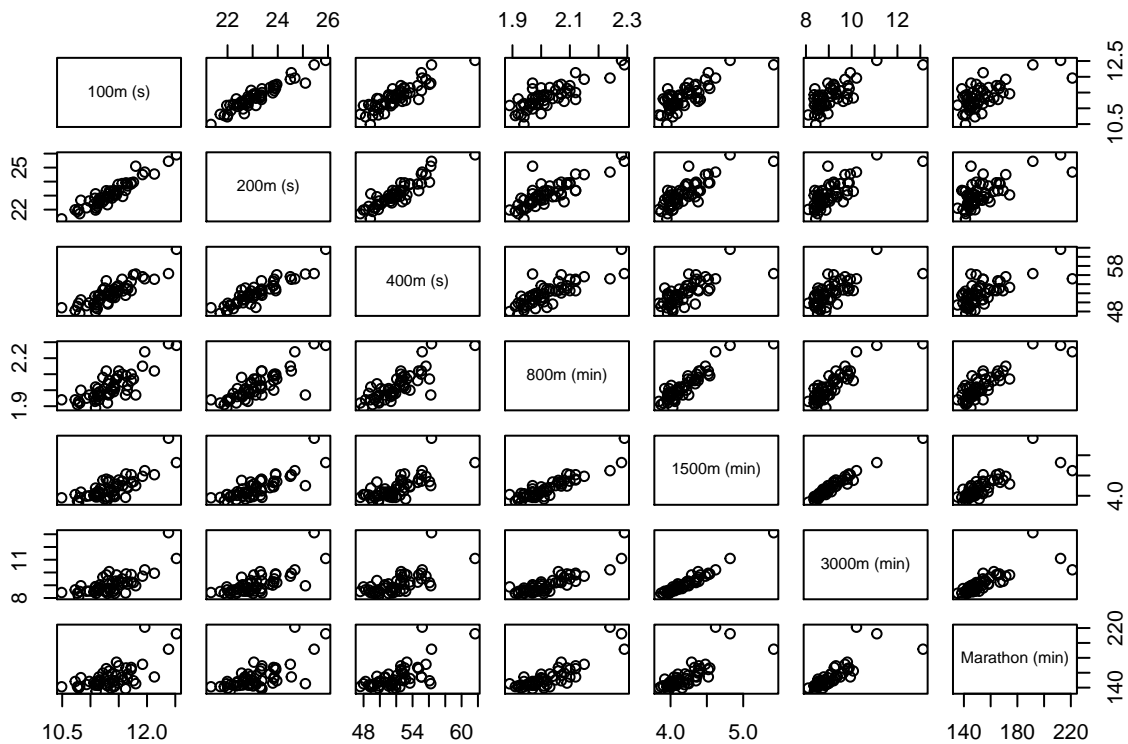 22 24 26 1.9 2.1 2.3 8 10 12
100m (s) 10.5 12.5
22 25 200m (s)
400m (s) 48 58
1.9 2.2 800m (min)
1500m (min) 4.0
8 11 3000m (min)
Marathon (min) 140 220
10.5 12.0 48 54 60 4.0 5.0 140 180 220